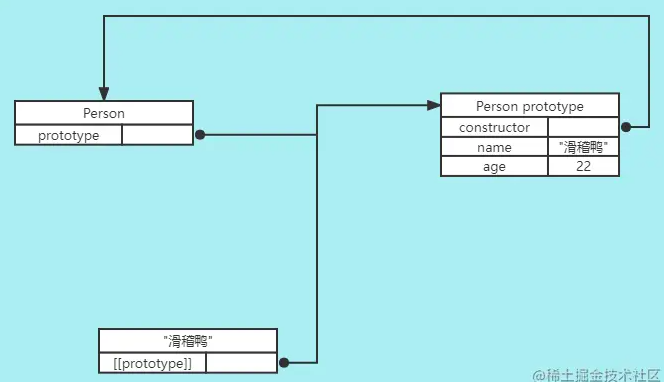 Person
prototype
Person prototype
constructor
name "滑稽鸭"
age 22
"滑稽鸭"
[[prototype]]
@稀土掘金技术社区